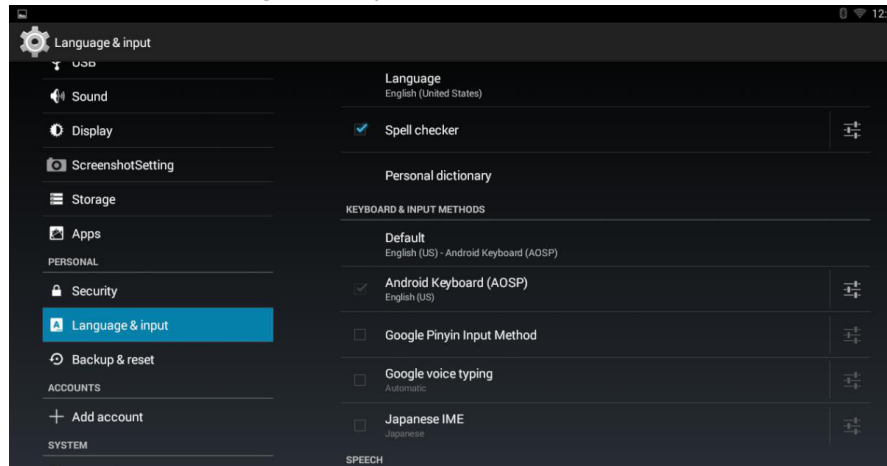 12:
Language & input
USB
Sound
Display
ScreenshotSetting
Storage
Apps
PERSONAL
Security
Language & input
Backup & reset
ACCOUNTS
Add account
SYSTEM
Language
English (United States)
Spell checker
Personal dictionary
KEYBOARD & INPUT METHODS
Default
English (US) - Android Keyboard (AOSP)
Android Keyboard (AOSP)
English (US)
Google Pinyin Input Method
Google voice typing
Automatic
Japanese IME
Japanese
SPEECH